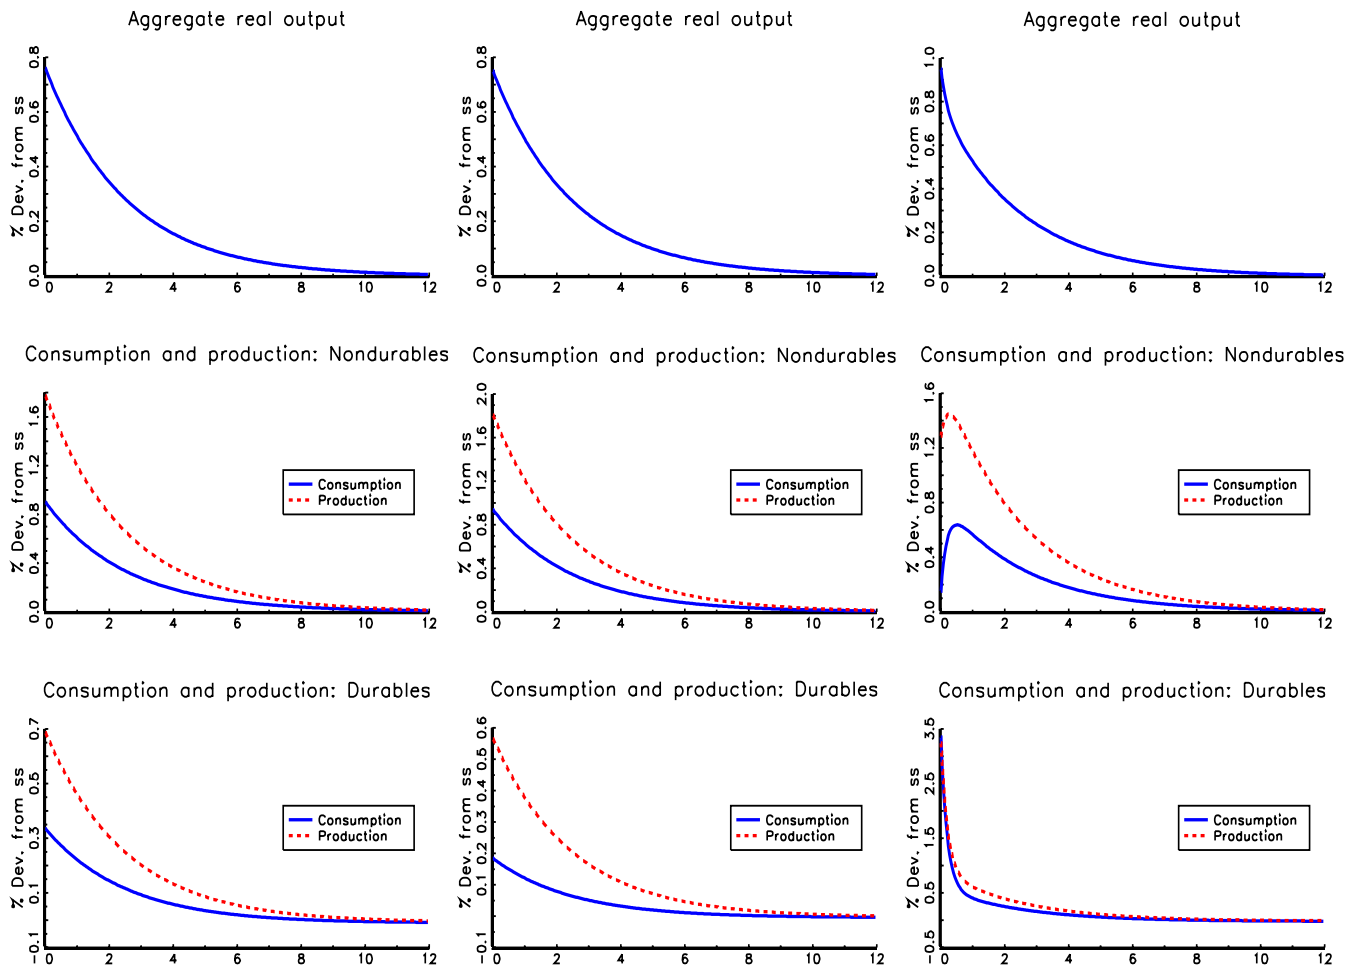 Aggregate real output
% Dev. from ss
0.0 0.2 0.4 0.6 0.8
0 2 4 6 8 10 12
Aggregate real output
% Dev. from ss
0.0 0.2 0.4 0.6 0.8
0 2 4 6 8 10 12
Aggregate real output
% Dev. from ss
0.0 0.2 0.4 0.6 0.8 1.0
0 2 4 6 8 10 12
Consumption and production: Nondurables
% Dev. from ss
0.0 0.4 0.8 1.2 1.6
Consumption
Production
0 2 4 6 8 10 12
Consumption and production: Nondurables
% Dev. from ss
0.0 0.4 0.8 1.2 1.6 2.0
Consumption
Production
0 2 4 6 8 10 12
Consumption and production: Nondurables
% Dev. from ss
0.0 0.4 0.8 1.2 1.6
Consumption
Production
0 2 4 6 8 10 12
Consumption and production: Durables
% Dev. from ss
-0.1 0.1 0.3 0.5 0.7
Consumption
Production
0 2 4 6 8 10 12
Consumption and production: Durables
% Dev. from ss
-0.1 0.1 0.2 0.3 0.4 0.5 0.6
Consumption
Production
0 2 4 6 8 10 12
Consumption and production: Durables
% Dev. from ss
-0.5 0.5 1.5 2.5 3.5
Consumption
Production
0 2 4 6 8 10 12